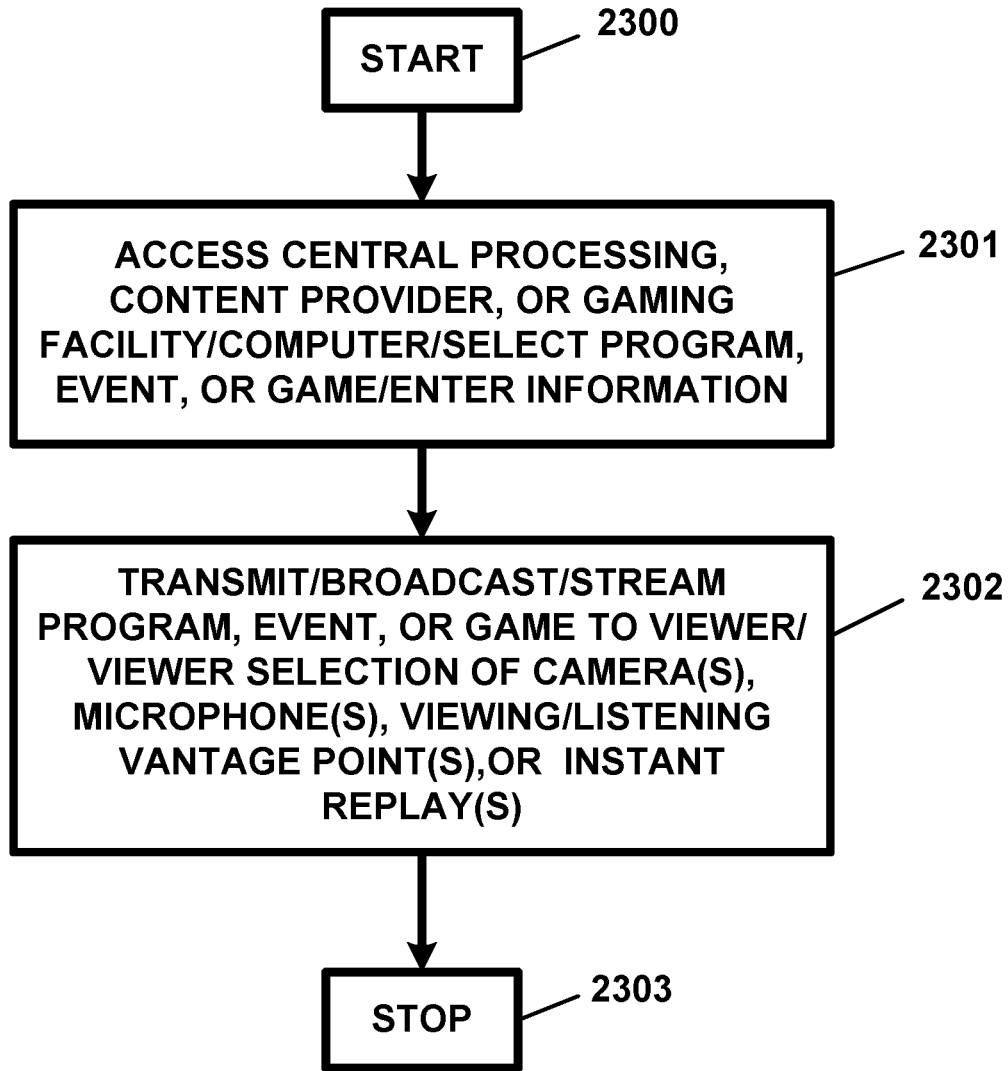 START
2300
ACCESS CENTRAL PROCESSING,
CONTENT PROVIDER, OR GAMING
FACILITY/COMPUTER/SELECT PROGRAM,
EVENT, OR GAME/ENTER INFORMATION
2301
TRANSMIT/BROADCAST/STREAM
PROGRAM, EVENT, OR GAME TO VIEWER/
VIEWER SELECTION OF CAMERA(S),
MICROPHONE(S), VIEWING/LISTENING
VANTAGE POINT(S),OR INSTANT
REPLAY(S)
2302
STOP
2303